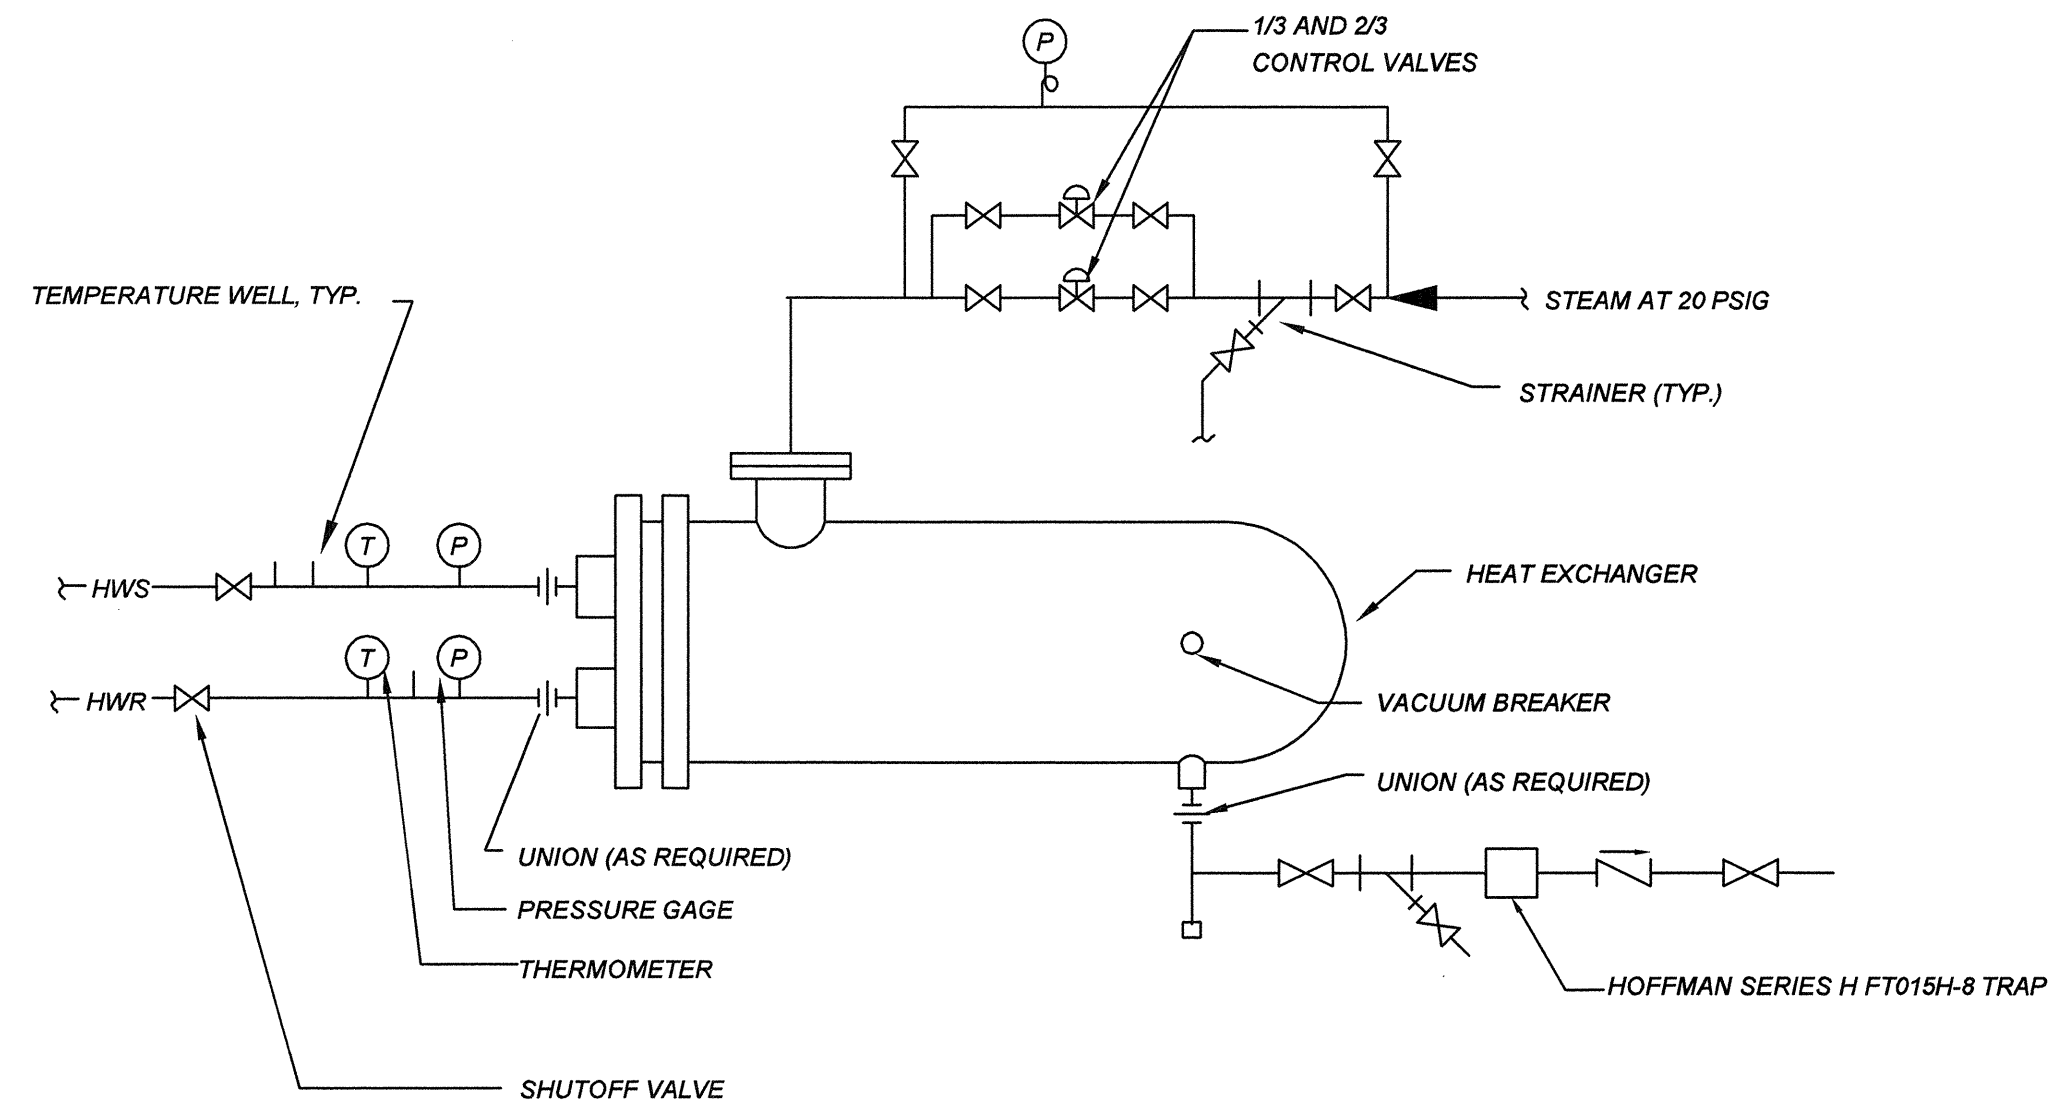 P
1/3 AND 2/3
CONTROL VALVES
TEMPERATURE WELL, TYP.
STEAM AT 20 PSIG
STRAINER (TYP.)
T
P
HWS
HEAT EXCHANGER
T
P
HWR
VACUUM BREAKER
UNION (AS REQUIRED)
UNION (AS REQUIRED)
PRESSURE GAGE
THERMOMETER
HOFFMAN SERIES H FT015H-8 TRAP
SHUTOFF VALVE